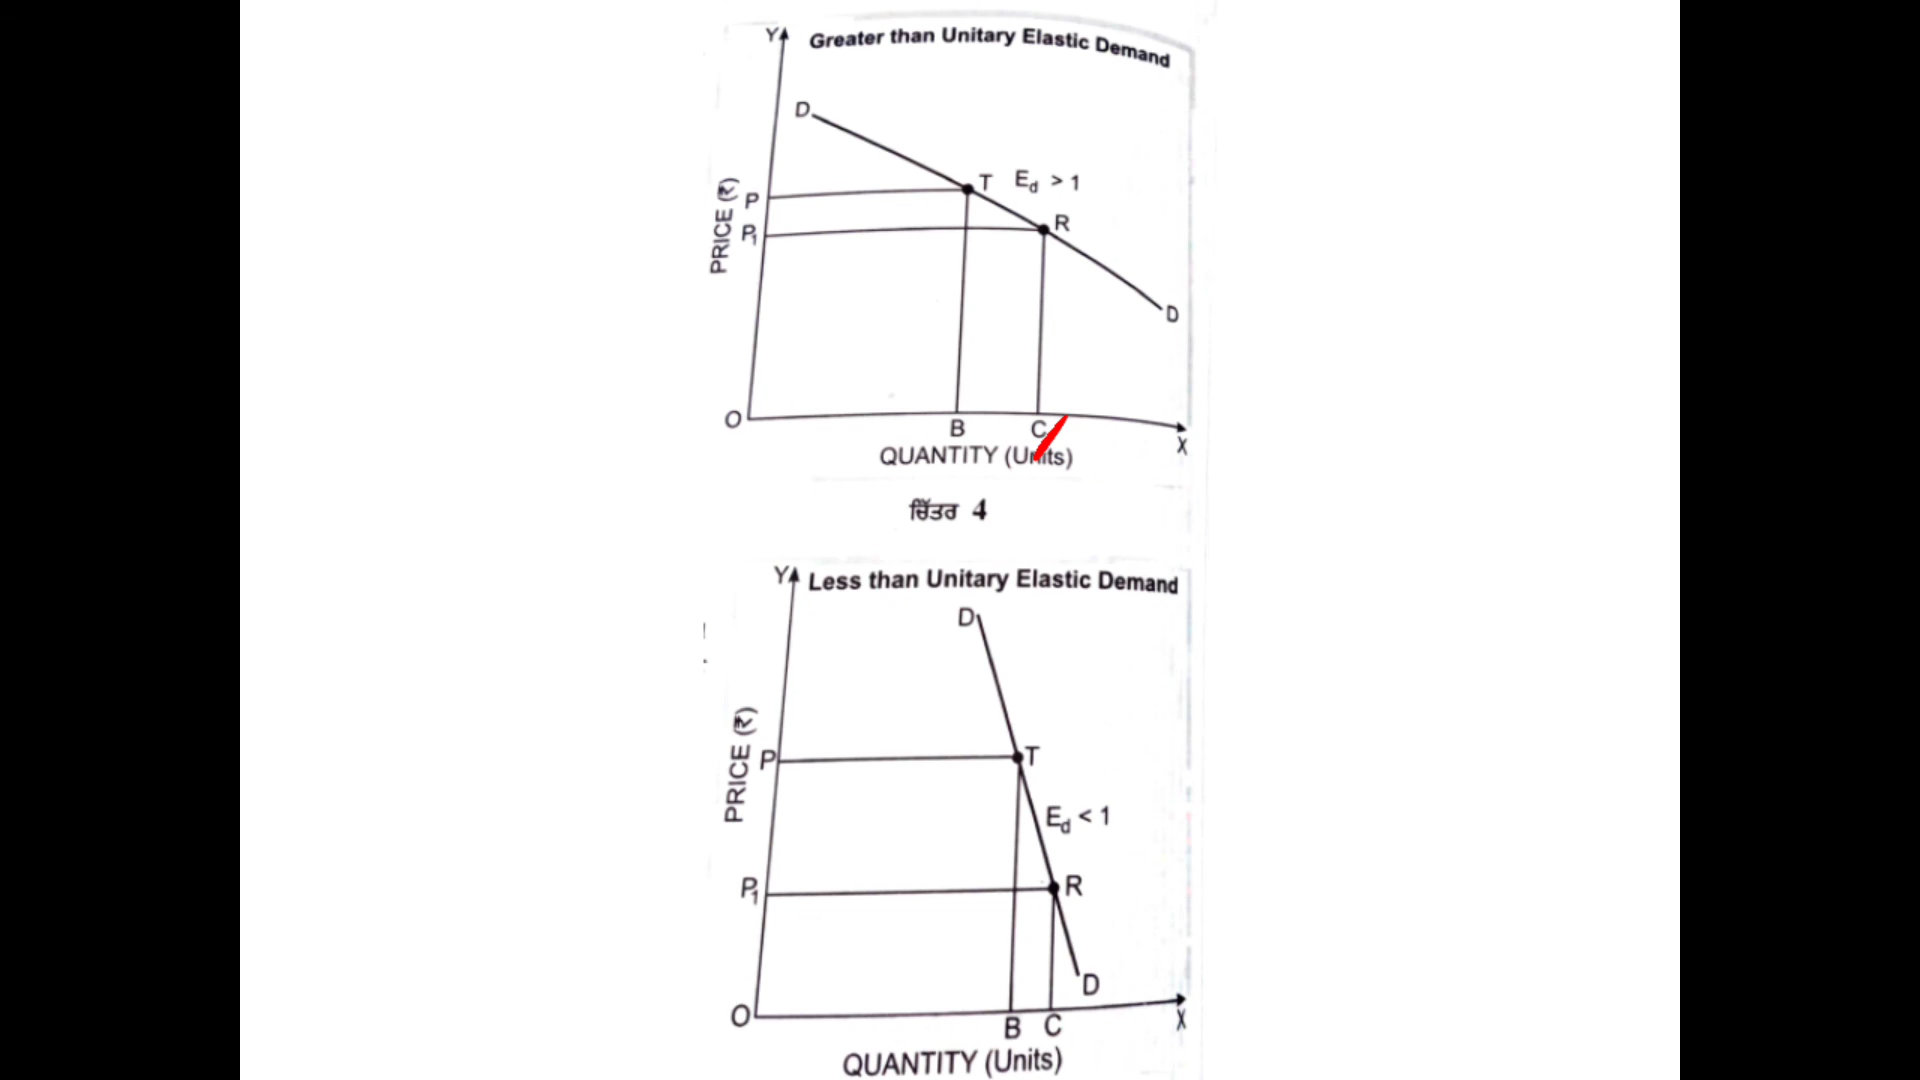 Y Greater than Unitary Elastic Demand
D
T Ed > 1
P
R
P1
PRICE (₹)
D
O
B C
X
QUANTITY (Units)
ਚਿੱਤਰ 4
Y Less than Unitary Elastic Demand
D
PRICE (₹)
P T
Ed < 1
P1 R
D
O
B C X
QUANTITY (Units)